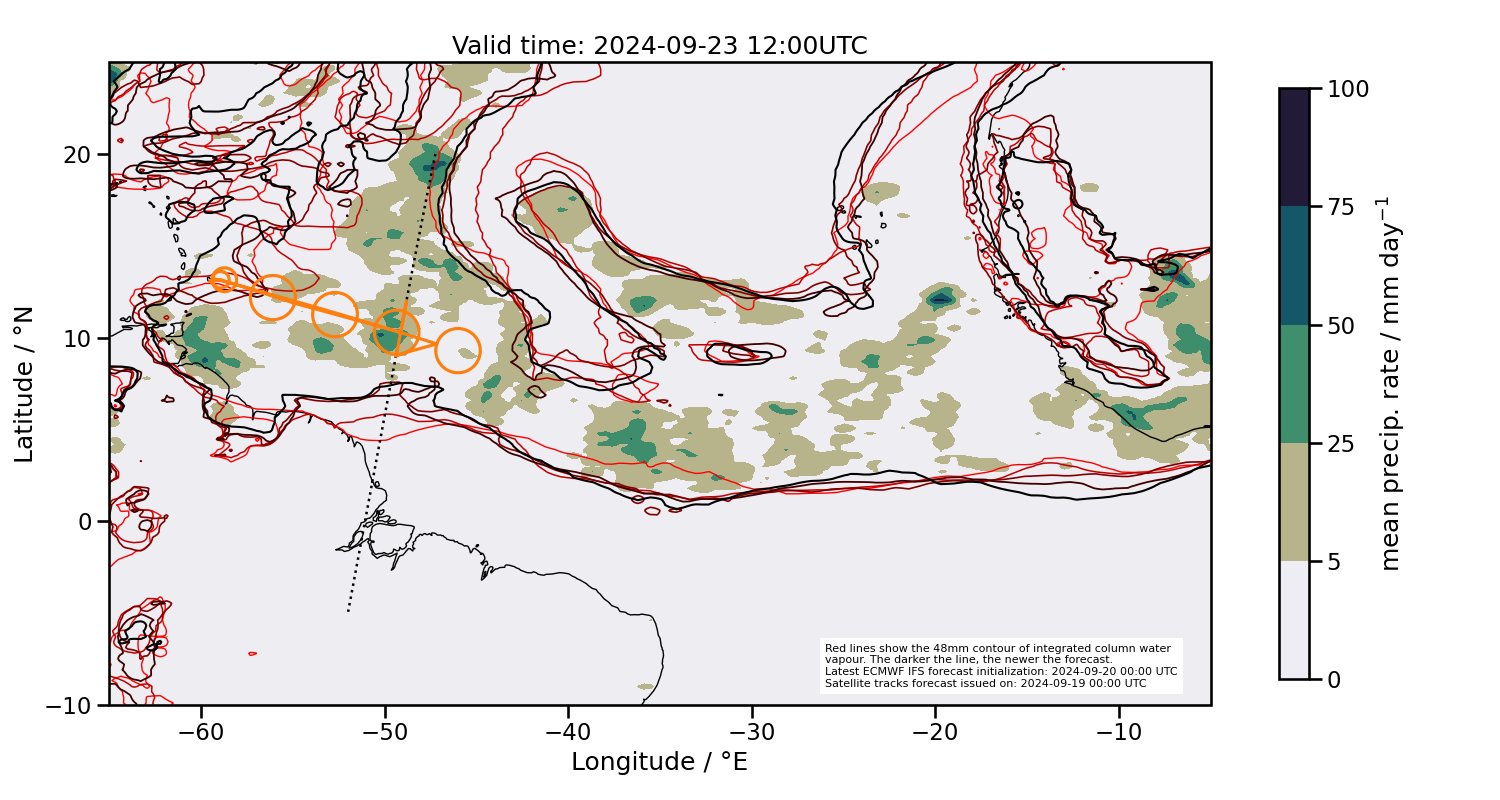 Valid time: 2024-09-23 12:00UTC
20
10
0
−10
Latitude / °N
−60
−50
−40
−30
−20
−10
Longitude / °E
Red lines show the 48mm contour of integrated column water
vapour. The darker the line, the newer the forecast.
Latest ECMWF IFS forecast initialization: 2024-09-20 00:00 UTC
Satellite tracks forecast issued on: 2024-09-19 00:00 UTC
100
75
50
25
5
0
mean precip. rate / mm day⁻¹